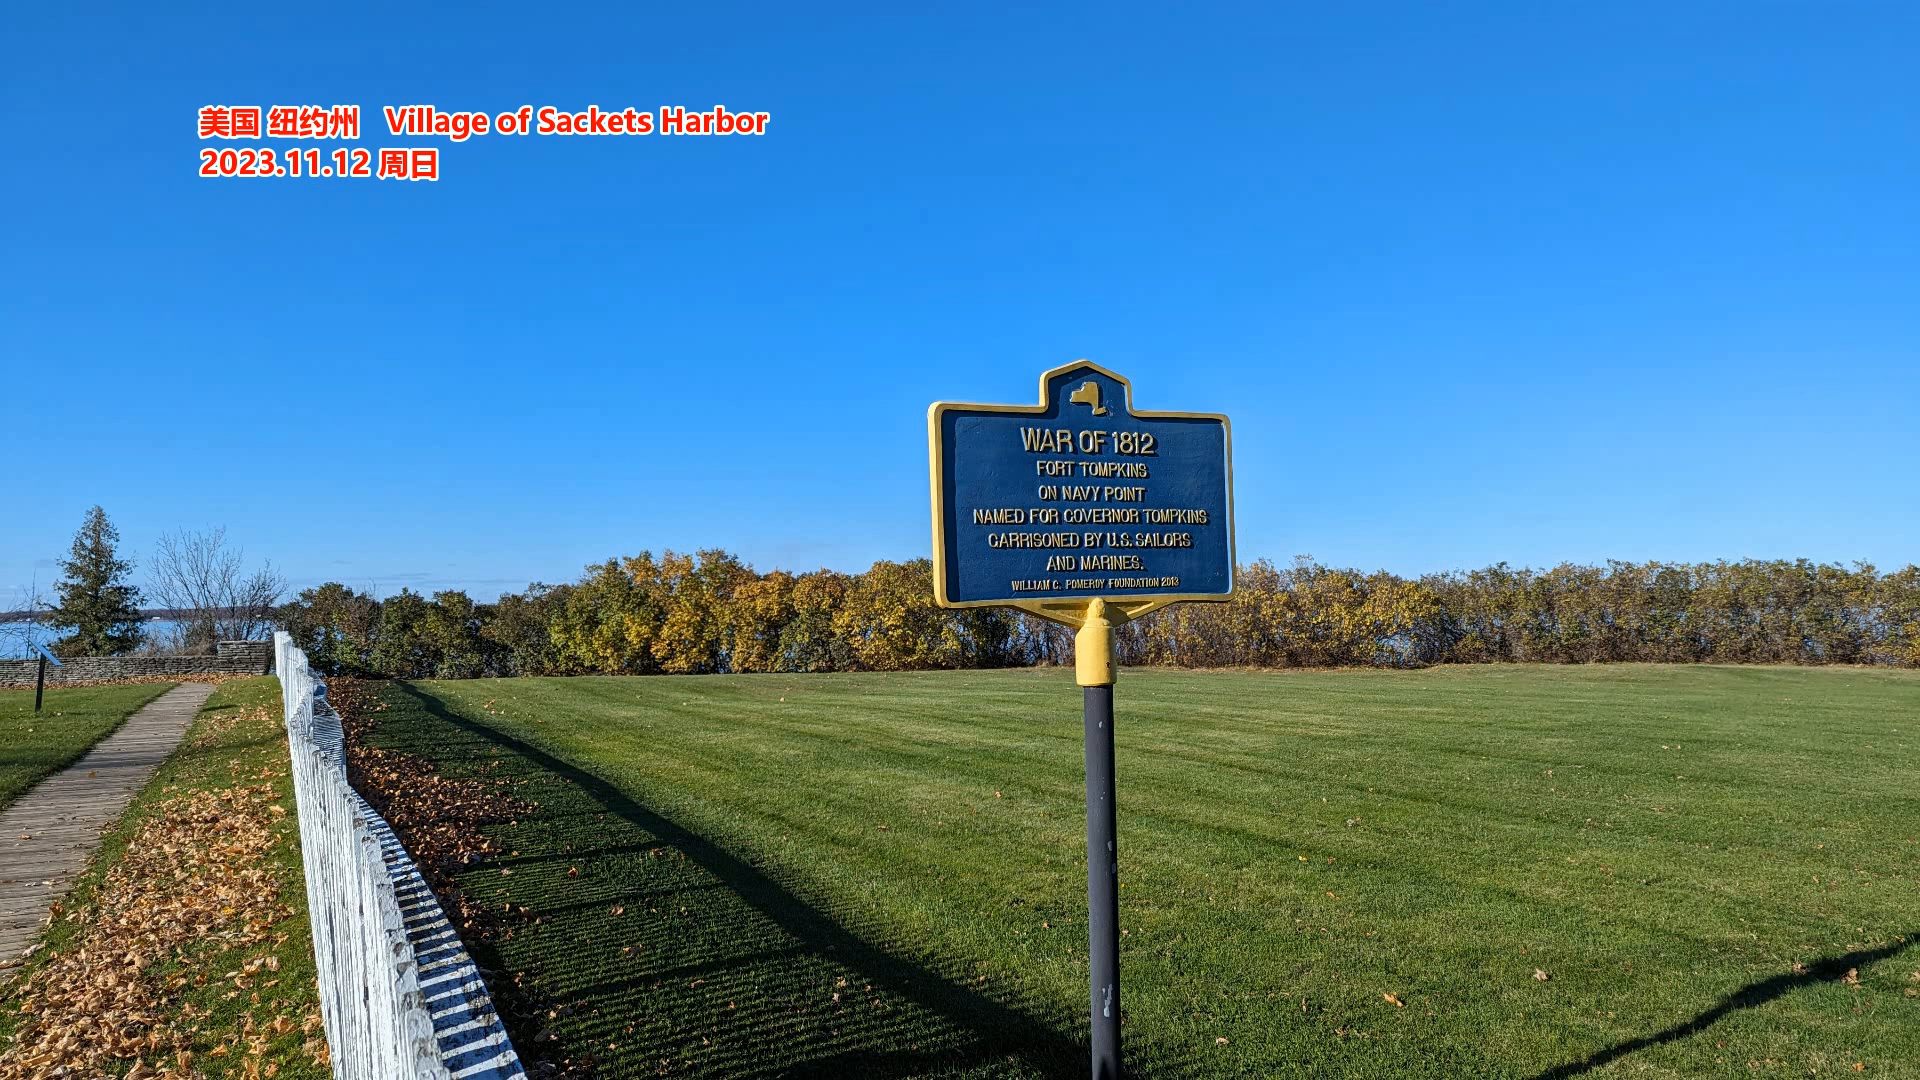 美国 纽约州 Village of Sackets Harbor
2023.11.12 周日
WAR OF 1812
FORT TOMPKINS
ON NAVY POINT
NAMED FOR GOVERNOR TOMPKINS
GARRISONED BY U.S. SAILORS
AND MARINES.
WILLIAM G. POMEROY FOUNDATION 2013